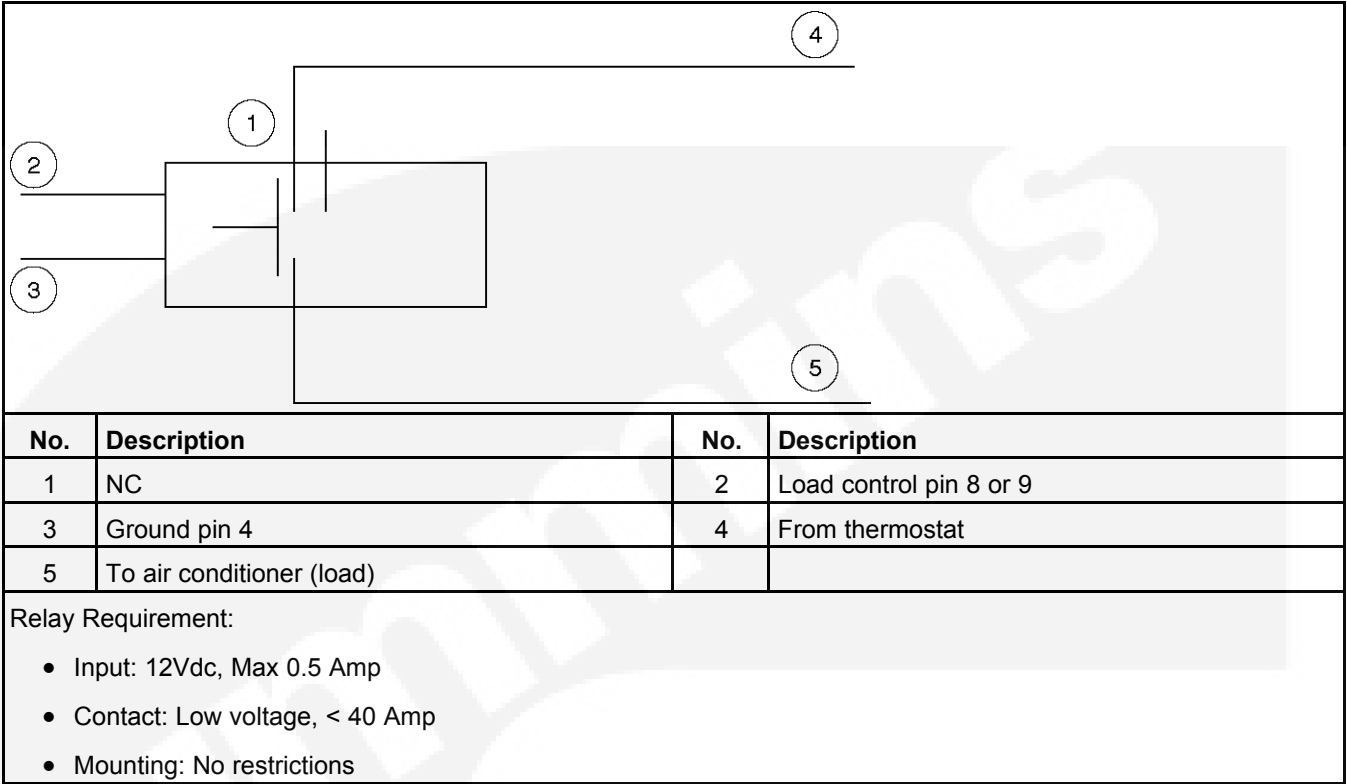 4
1
2
3
5
No. Description No. Description
1 NC 2 Load control pin 8 or 9
3 Ground pin 4 4 From thermostat
5 To air conditioner (load)
Relay Requirement:
• Input: 12Vdc, Max 0.5 Amp
• Contact: Low voltage, < 40 Amp
• Mounting: No restrictions
mmins